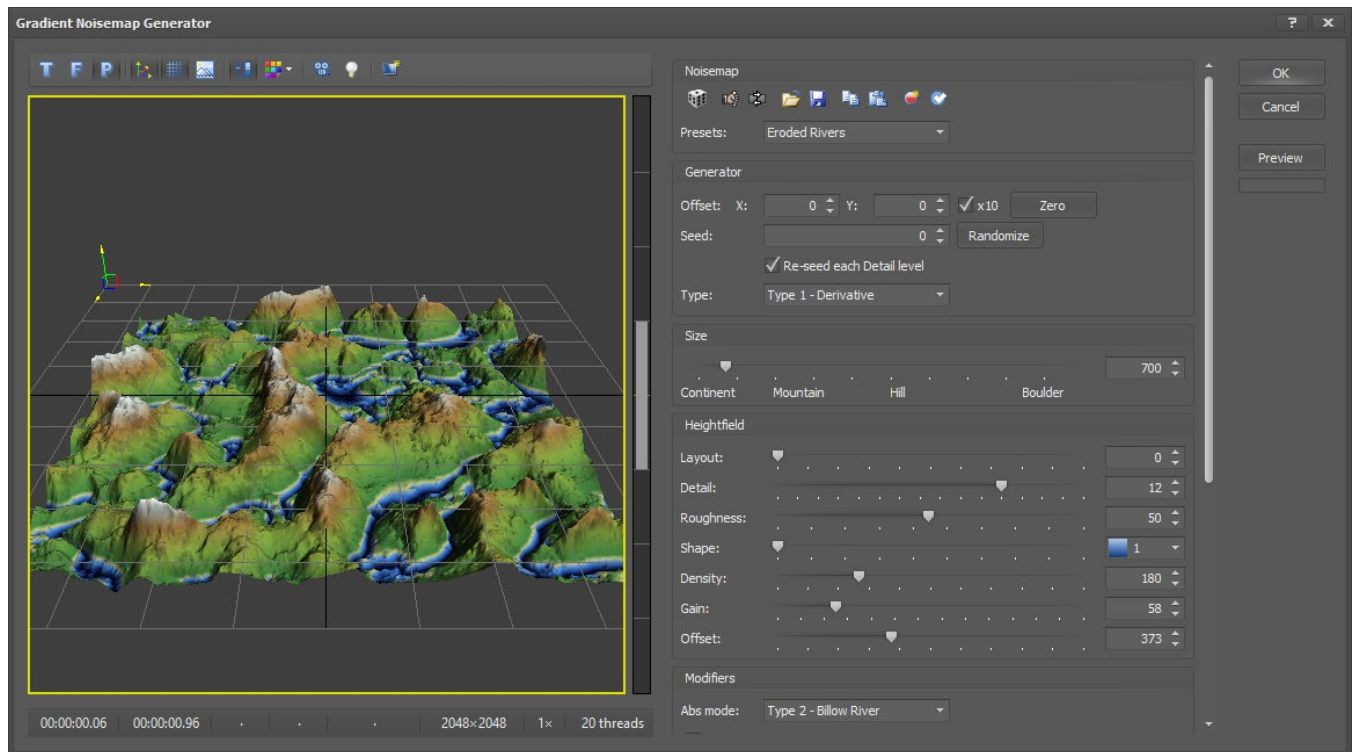 Gradient Noisemap Generator
T F P
Noisemap
Presets: Eroded Rivers
Generator
Offset: X: 0 Y: 0 x10 Zero
Seed: 0 Randomize
Re-seed each Detail level
Type: Type 1 - Derivative
Size
700
Continent Mountain Hill Boulder
Heightfield
Layout: 0
Detail: 12
Roughness: 50
Shape: 1
Density: 180
Gain: 58
Offset: 373
Modifiers
Abs mode: Type 2 - Billow River
OK
Cancel
Preview
00:00:00.06 00:00:00.96 · · · 2048×2048 1× 20 threads